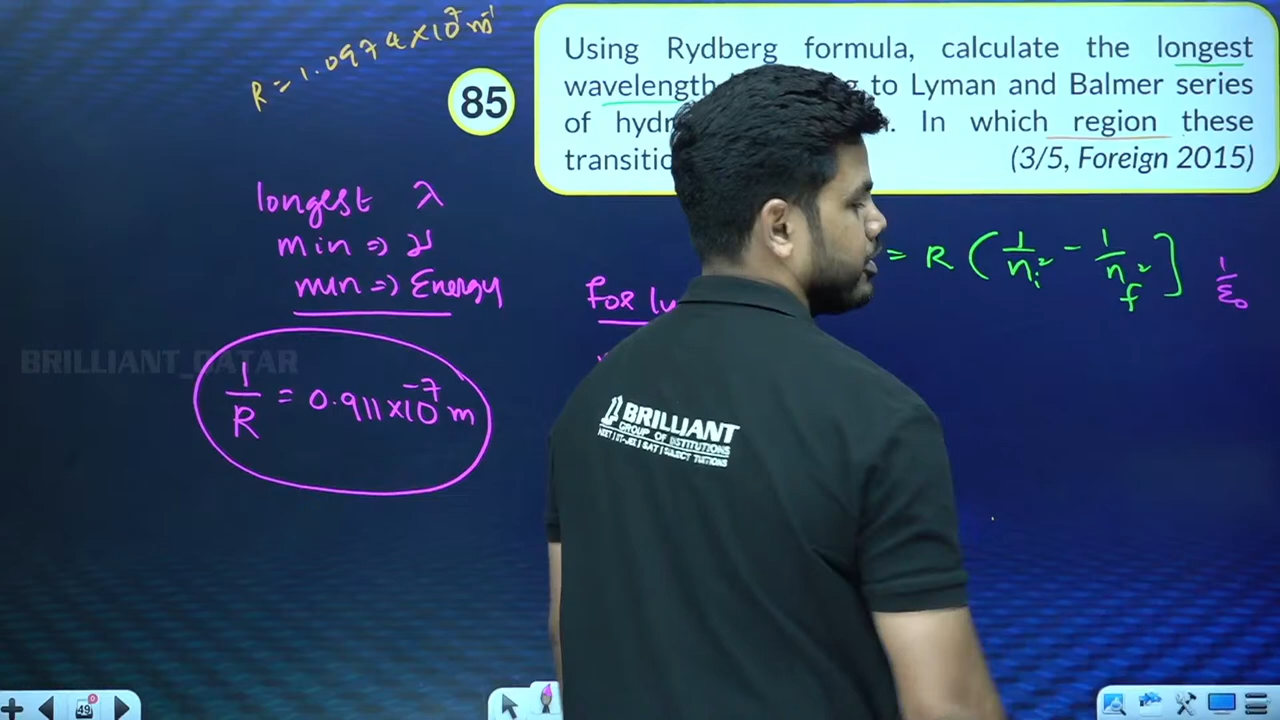 R = 1.0974 × 10⁷ m⁻¹
85
Using Rydberg formula, calculate the longest
wavelength to Lyman and Balmer series
of In which region these
(3/5, Foreign 2015)
longest λ
min ⇒ ν
min ⇒ Energy
= R ( 1/nᵢ² - 1/n_f² ]
1/ε₀
For
BRILLIANT_QATAR
1/R = 0.911 × 10⁻⁷ m
BRILLIANT
GROUP OF INSTITUTIONS
49